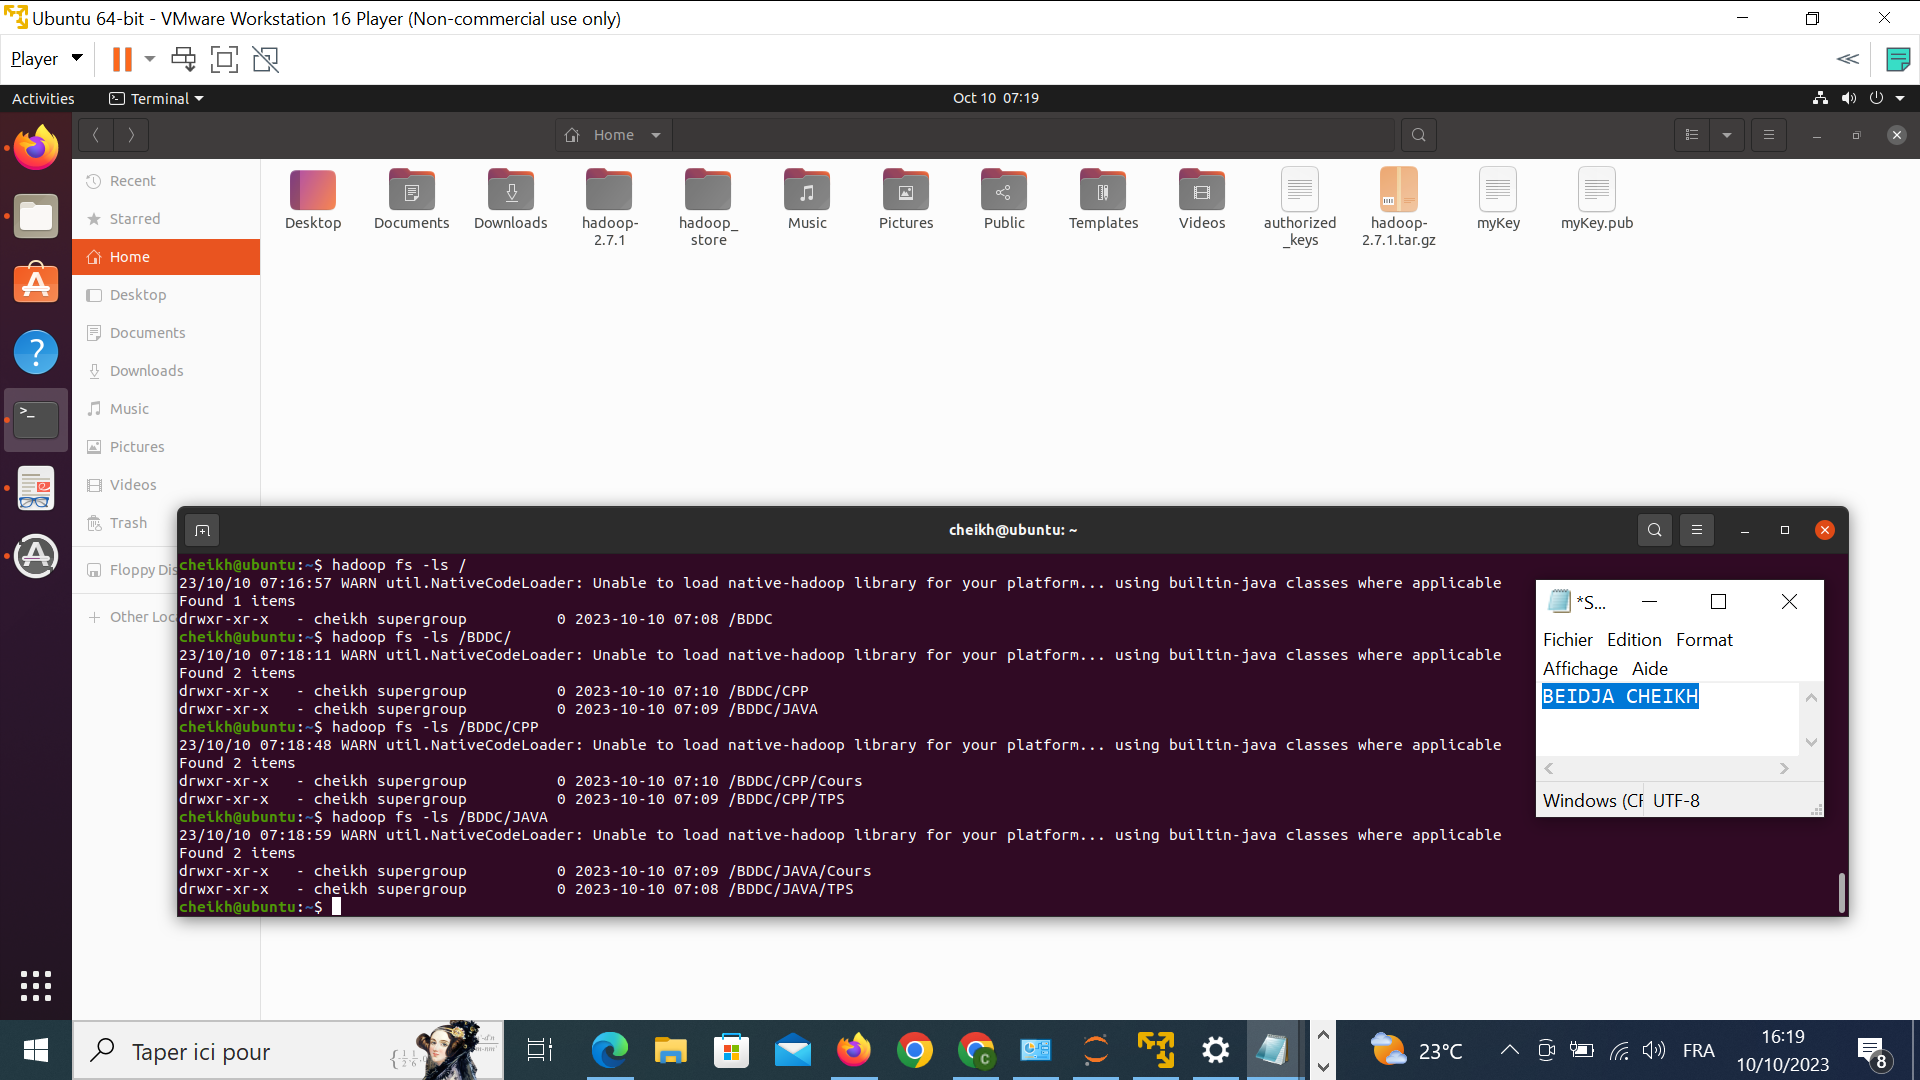 Ubuntu 64-bit - VMware Workstation 16 Player (Non-commercial use only)
Player
Activities
Terminal
Oct 10 07:19
Home
Recent
Starred
Home
Desktop
Documents
Downloads
Music
Pictures
Videos
Trash
Floppy Dis
Other Loc
Desktop
Documents
Downloads
hadoop-
2.7.1
hadoop_
store
Music
Pictures
Public
Templates
Videos
authorized
_keys
hadoop-
2.7.1.tar.gz
myKey
myKey.pub
cheikh@ubuntu: ~
cheikh@ubuntu:~$ hadoop fs -ls /
23/10/10 07:16:57 WARN util.NativeCodeLoader: Unable to load native-hadoop library for your platform... using builtin-java classes where applicable
Found 1 items
drwxr-xr-x   - cheikh supergroup          0 2023-10-10 07:08 /BDDC
cheikh@ubuntu:~$ hadoop fs -ls /BDDC/
23/10/10 07:18:11 WARN util.NativeCodeLoader: Unable to load native-hadoop library for your platform... using builtin-java classes where applicable
Found 2 items
drwxr-xr-x   - cheikh supergroup          0 2023-10-10 07:10 /BDDC/CPP
drwxr-xr-x   - cheikh supergroup          0 2023-10-10 07:09 /BDDC/JAVA
cheikh@ubuntu:~$ hadoop fs -ls /BDDC/CPP
23/10/10 07:18:48 WARN util.NativeCodeLoader: Unable to load native-hadoop library for your platform... using builtin-java classes where applicable
Found 2 items
drwxr-xr-x   - cheikh supergroup          0 2023-10-10 07:10 /BDDC/CPP/Cours
drwxr-xr-x   - cheikh supergroup          0 2023-10-10 07:09 /BDDC/CPP/TPS
cheikh@ubuntu:~$ hadoop fs -ls /BDDC/JAVA
23/10/10 07:18:59 WARN util.NativeCodeLoader: Unable to load native-hadoop library for your platform... using builtin-java classes where applicable
Found 2 items
drwxr-xr-x   - cheikh supergroup          0 2023-10-10 07:09 /BDDC/JAVA/Cours
drwxr-xr-x   - cheikh supergroup          0 2023-10-10 07:08 /BDDC/JAVA/TPS
cheikh@ubuntu:~$
*S...
Fichier Edition Format
Affichage Aide
BEIDJA CHEIKH
Windows (CF
UTF-8
Taper ici pour
23°C
FRA
16:19
10/10/2023
8